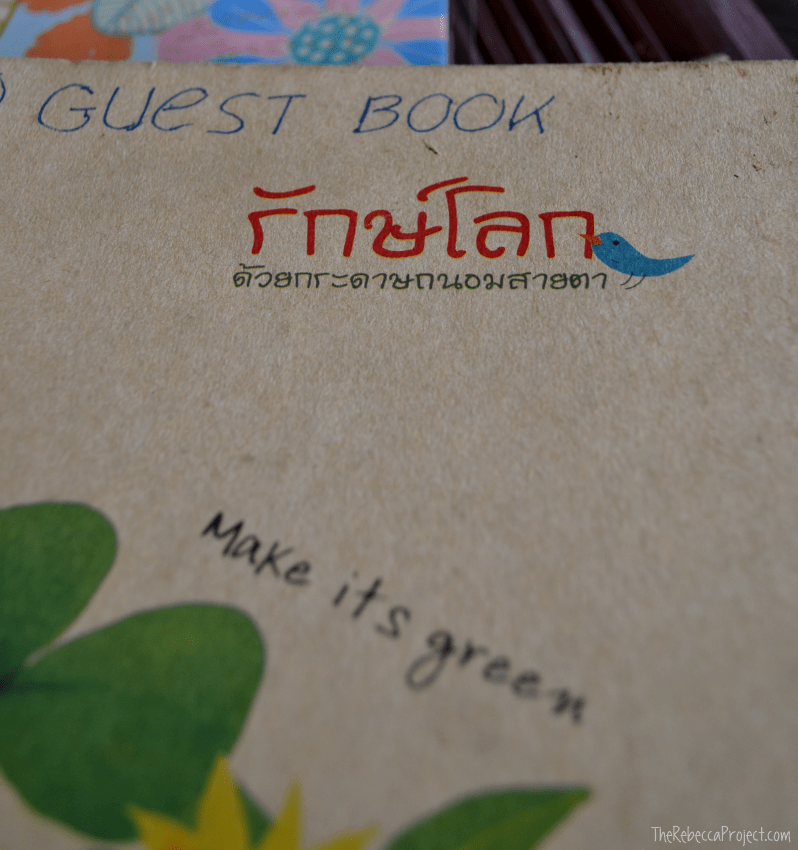 GUEST BOOK
รักษ์โลก
ด้วยกระดาษถนอมสายตา
Make its green
TheRebeccaProject.com